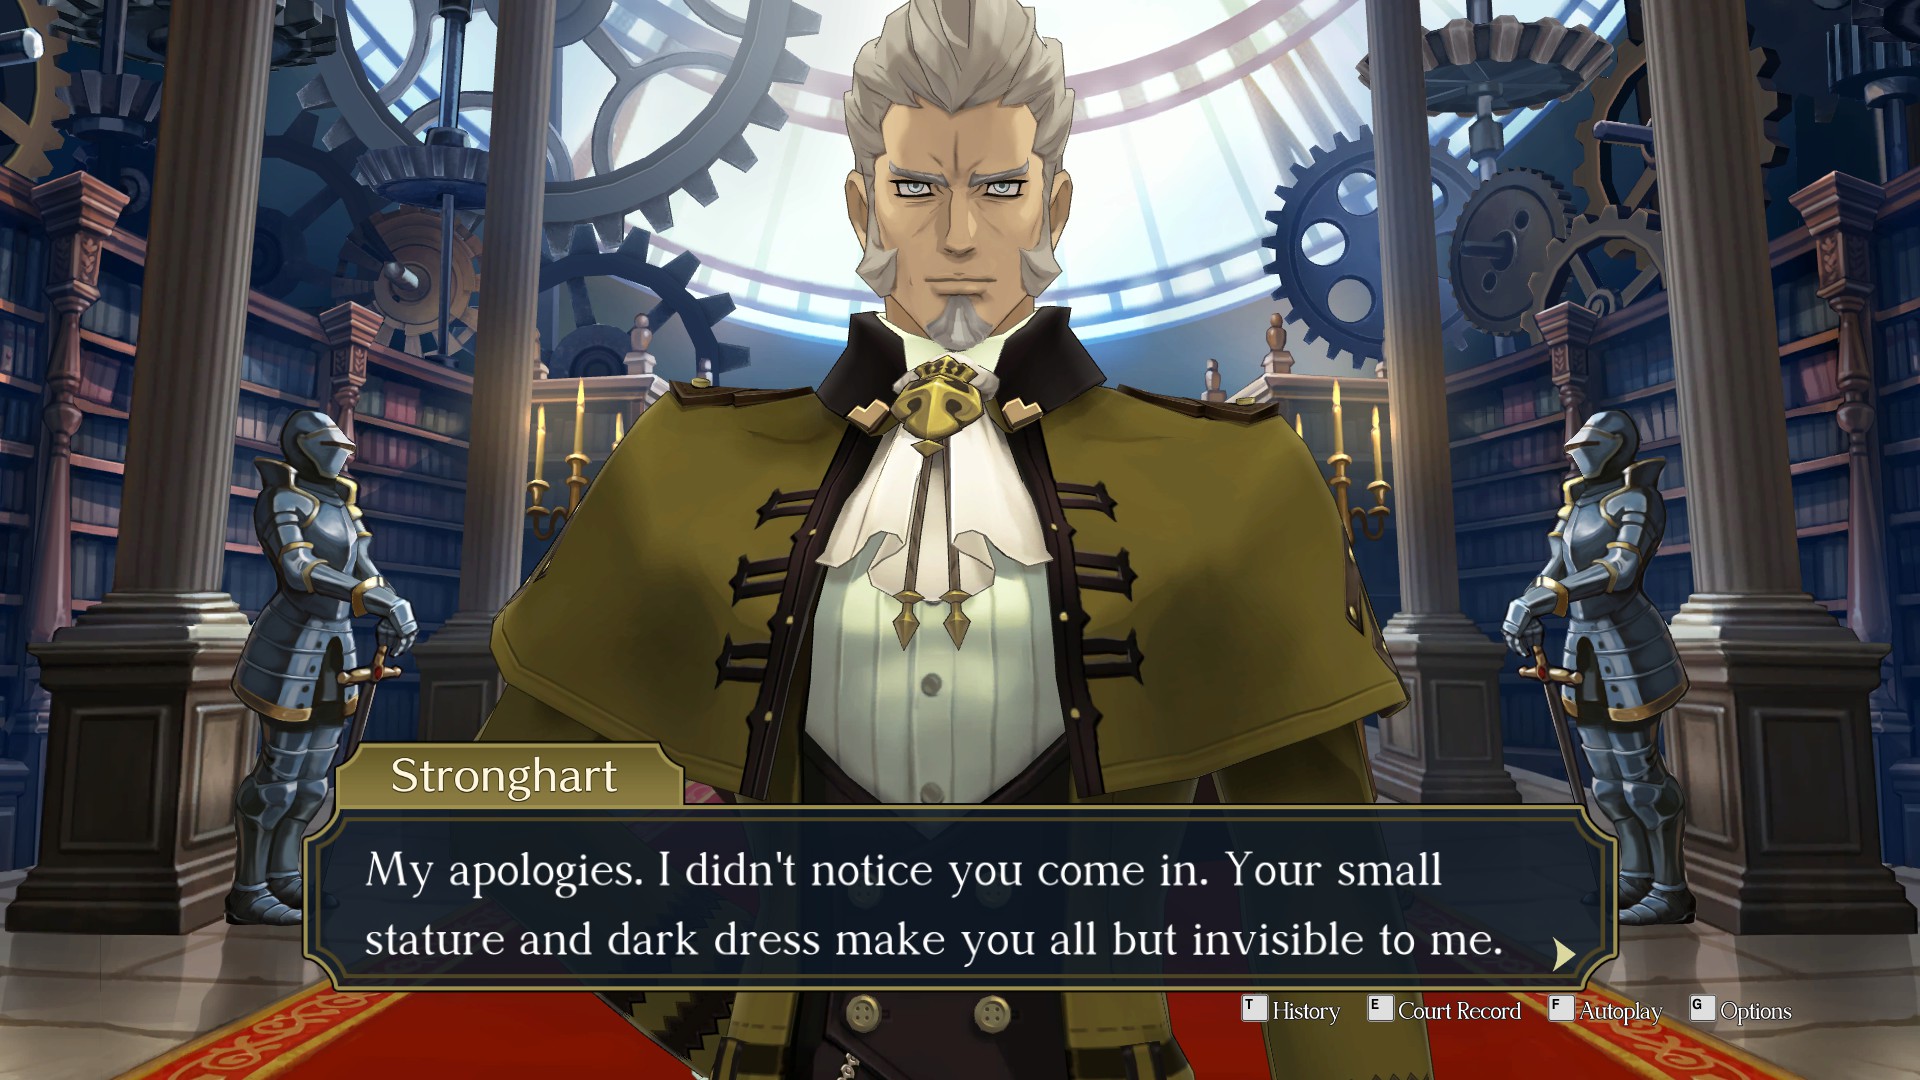 Stronghart
My apologies. I didn't notice you come in. Your small
stature and dark dress make you all but invisible to me.
T History E Court Record F Autoplay G Options